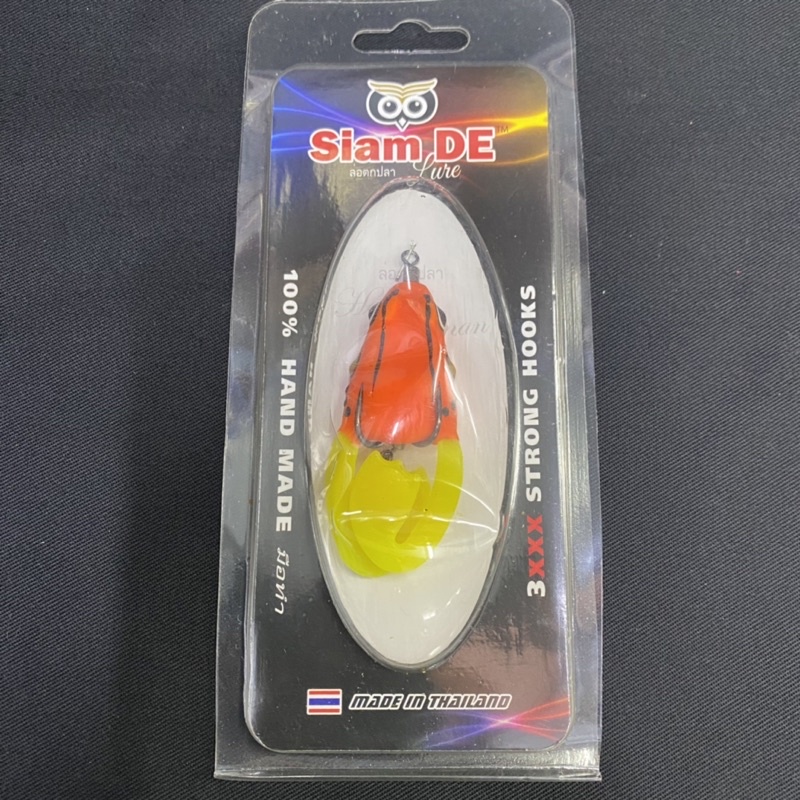 Siam DE™
ล่อตกปลา Lure
100% HAND MADE มือทำ
3XXX STRONG HOOKS
MADE IN THAILAND